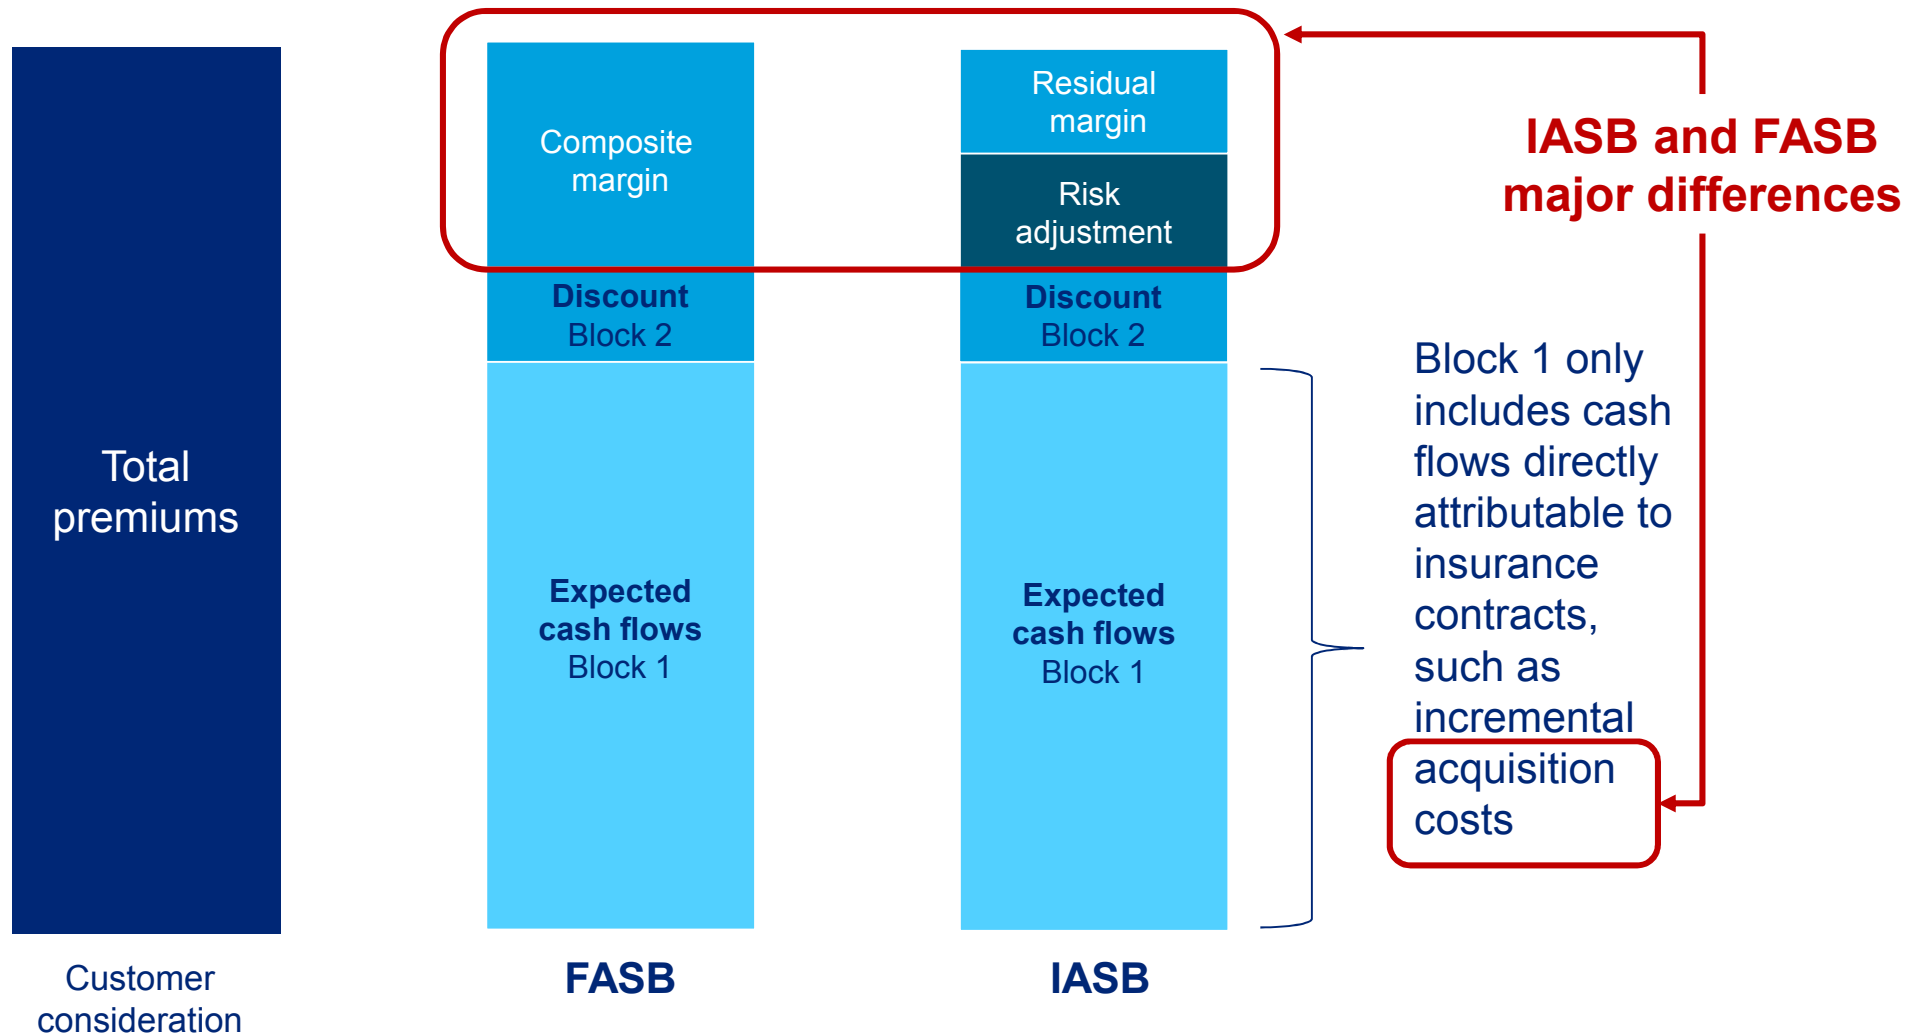 Total
premiums
Customer
consideration
Composite
margin
Discount
Block 2
Expected
cash flows
Block 1
FASB
Residual
margin
Risk
adjustment
Discount
Block 2
Expected
cash flows
Block 1
IASB
IASB and FASB
major differences
Block 1 only
includes cash
flows directly
attributable to
insurance
contracts,
such as
incremental
acquisition
costs